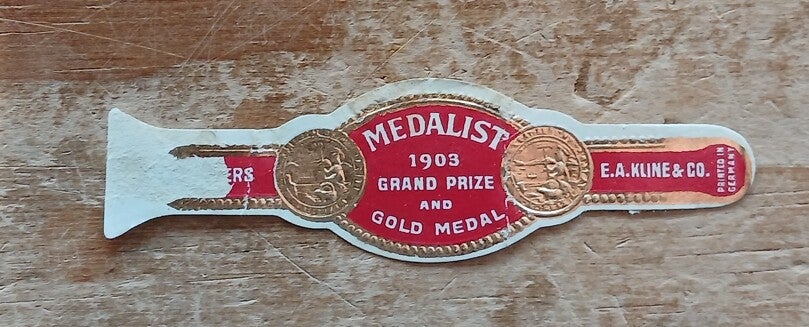 ERS
MEDALIST
1903
GRAND PRIZE
AND
GOLD MEDAL
E.A.KLINE & CO.
PRINTED IN
GERMANY